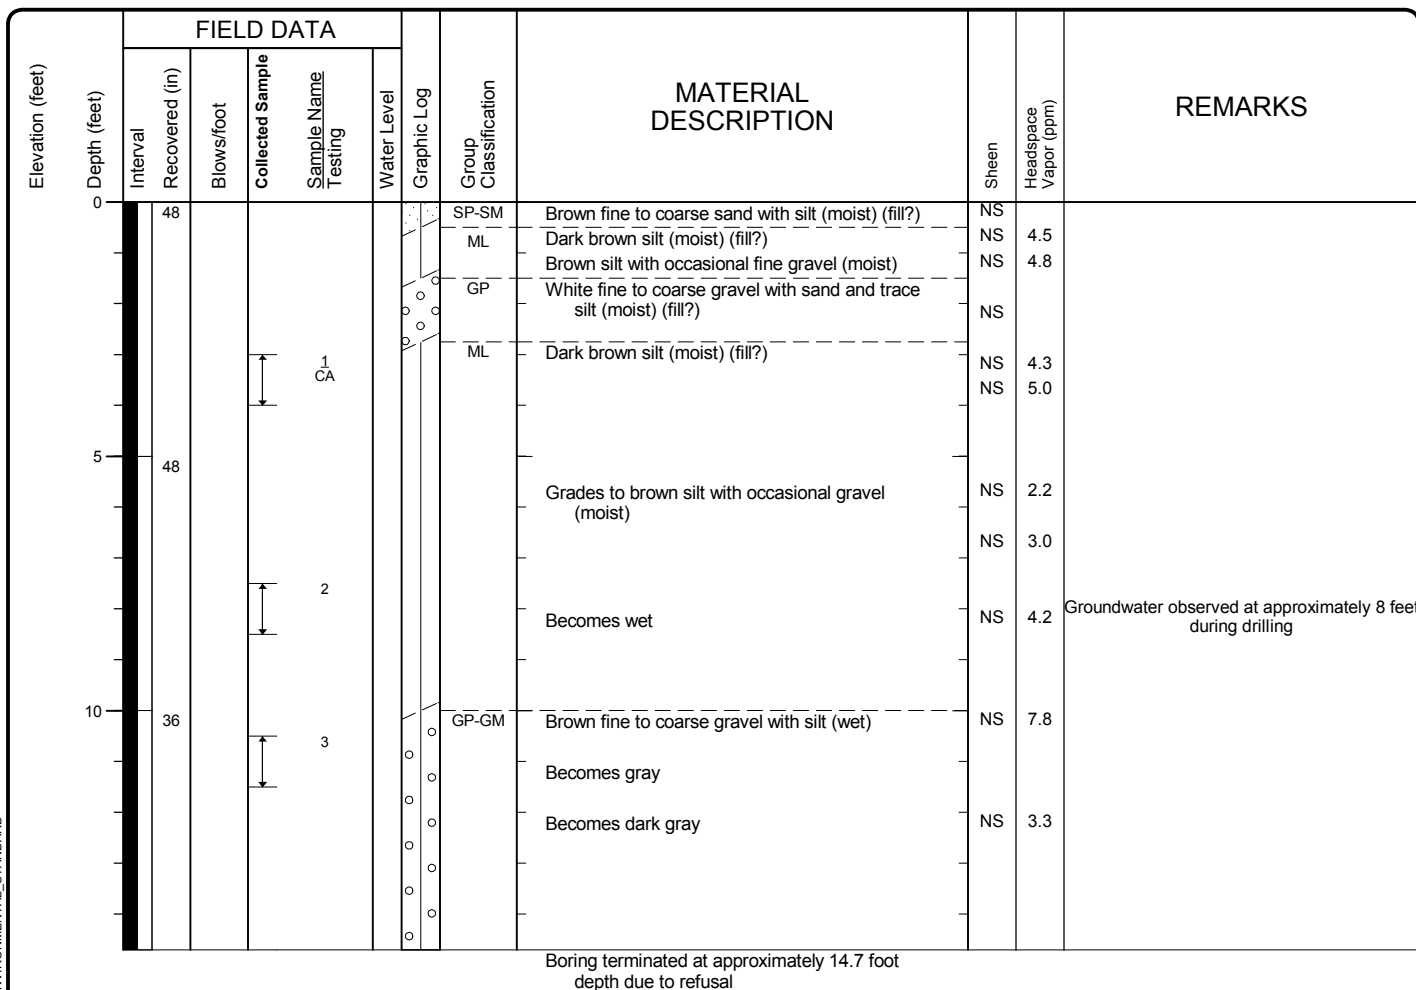 FIELD DATA
Elevation (feet)
Depth (feet)
Interval
Recovered (in)
Blows/foot
Collected Sample
Sample Name
Testing
Water Level
Graphic Log
Group
Classification
MATERIAL
DESCRIPTION
Sheen
Headspace
Vapor (ppm)
REMARKS
0
48
SP-SM
Brown fine to coarse sand with silt (moist) (fill?)
NS
ML
Dark brown silt (moist) (fill?)
NS 4.5
Brown silt with occasional fine gravel (moist)
NS 4.8
GP
White fine to coarse gravel with sand and trace
silt (moist) (fill?)
NS
ML
Dark brown silt (moist) (fill?)
1
CA
NS 4.3
NS 5.0
5
48
Grades to brown silt with occasional gravel
(moist)
NS 2.2
NS 3.0
2
Becomes wet
NS 4.2
Groundwater observed at approximately 8 feet
during drilling
10
36
GP-GM
Brown fine to coarse gravel with silt (wet)
NS 7.8
3
Becomes gray
Becomes dark gray
NS 3.3
Boring terminated at approximately 14.7 foot
depth due to refusal